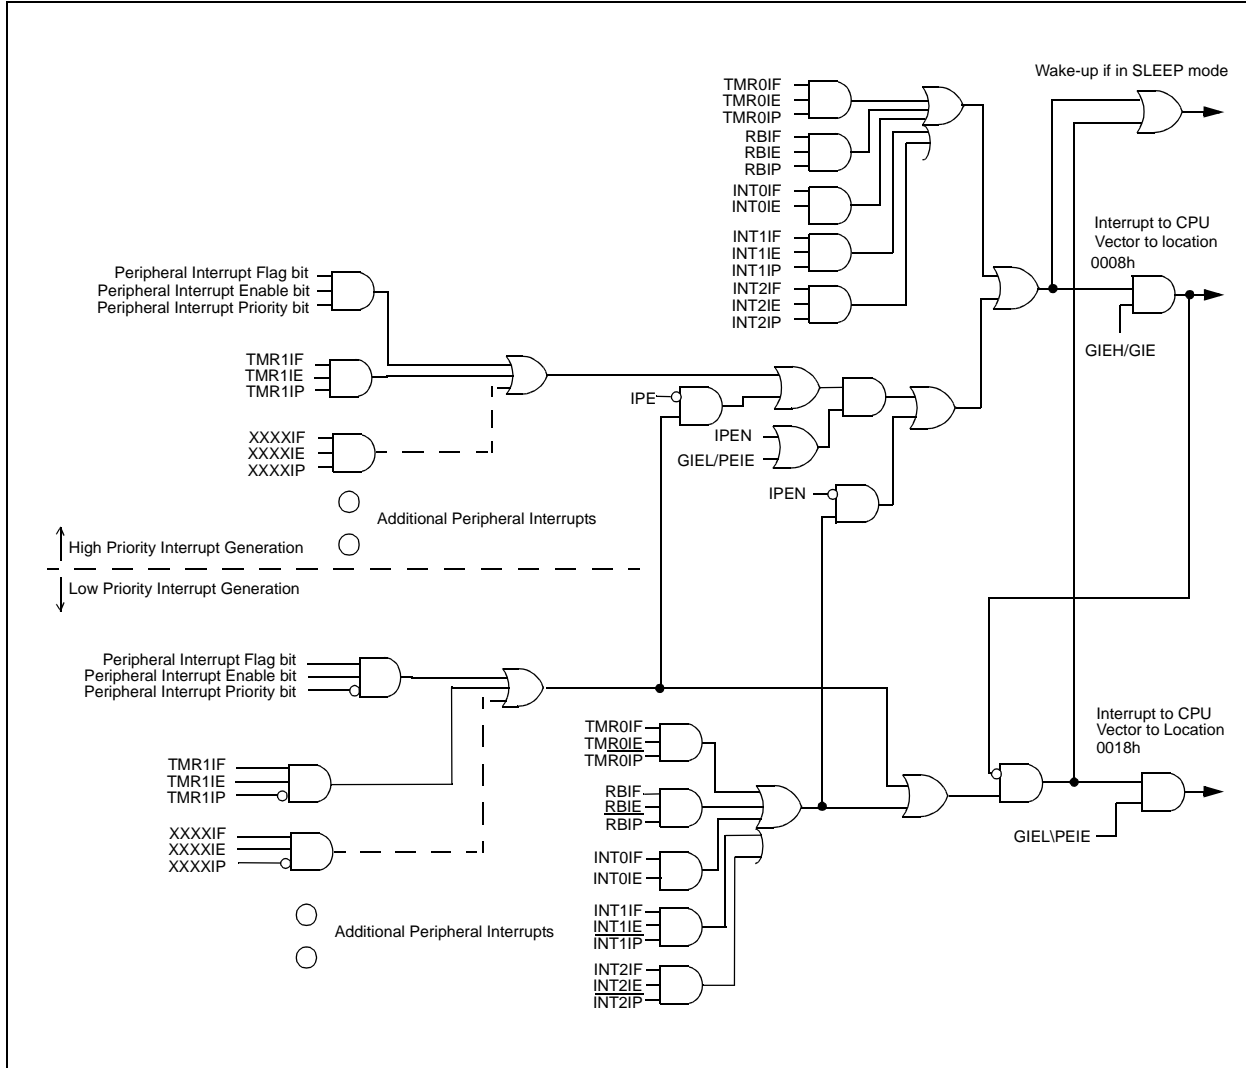 Wake-up if in SLEEP mode
TMR0IF
TMR0IE
TMR0IP
RBIF
RBIE
RBIP
INT0IF
INT0IE
INT1IF
INT1IE
INT1IP
INT2IF
INT2IE
INT2IP
Interrupt to CPU
Vector to location
0008h
GIEH/GIE
Peripheral Interrupt Flag bit
Peripheral Interrupt Enable bit
Peripheral Interrupt Priority bit
TMR1IF
TMR1IE
TMR1IP
XXXXIF
XXXXIE
XXXXIP
IPE
IPEN
GIEL/PEIE
IPEN
Additional Peripheral Interrupts
High Priority Interrupt Generation
Low Priority Interrupt Generation
Peripheral Interrupt Flag bit
Peripheral Interrupt Enable bit
Peripheral Interrupt Priority bit
TMR1IF
TMR1IE
TMR1IP
XXXXIF
XXXXIE
XXXXIP
Additional Peripheral Interrupts
TMR0IF
TMR0IE
TMR0IP
RBIF
RBIE
RBIP
INT0IF
INT0IE
INT1IF
INT1IE
INT1IP
INT2IF
INT2IE
INT2IP
Interrupt to CPU
Vector to Location
0018h
GIEL\PEIE